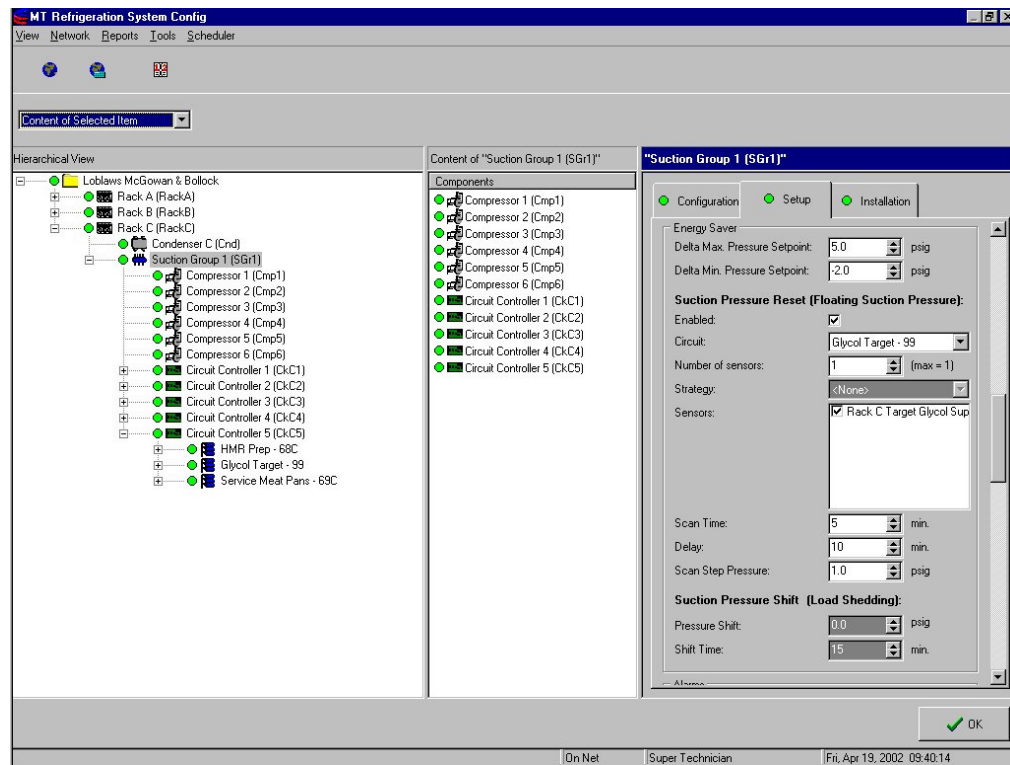 MT Refrigeration System Config
View Network Reports Tools Scheduler
Content of Selected Item
Hierarchical View
Loblaws McGowan & Bollock
Rack A (RackA)
Rack B (RackB)
Rack C (RackC)
Condenser C (Cnd)
Suction Group 1 (SGr1)
Compressor 1 (Cmp1)
Compressor 2 (Cmp2)
Compressor 3 (Cmp3)
Compressor 4 (Cmp4)
Compressor 5 (Cmp5)
Compressor 6 (Cmp6)
Circuit Controller 1 (CkC1)
Circuit Controller 2 (CkC2)
Circuit Controller 3 (CkC3)
Circuit Controller 4 (CkC4)
Circuit Controller 5 (CkC5)
HMR Prep - 68C
Glycol Target - 99
Service Meat Pans - 69C
Content of "Suction Group 1 (SGr1)"
Components
Compressor 1 (Cmp1)
Compressor 2 (Cmp2)
Compressor 3 (Cmp3)
Compressor 4 (Cmp4)
Compressor 5 (Cmp5)
Compressor 6 (Cmp6)
Circuit Controller 1 (CkC1)
Circuit Controller 2 (CkC2)
Circuit Controller 3 (CkC3)
Circuit Controller 4 (CkC4)
Circuit Controller 5 (CkC5)
"Suction Group 1 (SGr1)"
Configuration Setup Installation
Energy Saver
Delta Max. Pressure Setpoint: 5.0 psig
Delta Min. Pressure Setpoint: -2.0 psig
Suction Pressure Reset (Floating Suction Pressure):
Enabled:
Circuit: Glycol Target - 99
Number of sensors: 1 (max = 1)
Strategy: <None>
Sensors: Rack C Target Glycol Sup
Scan Time: 5 min.
Delay: 10 min.
Scan Step Pressure: 1.0 psig
Suction Pressure Shift (Load Shedding):
Pressure Shift: 0.0 psig
Shift Time: 15 min.
Alarms
OK
On Net Super Technician Fri, Apr 19, 2002 09:40:14